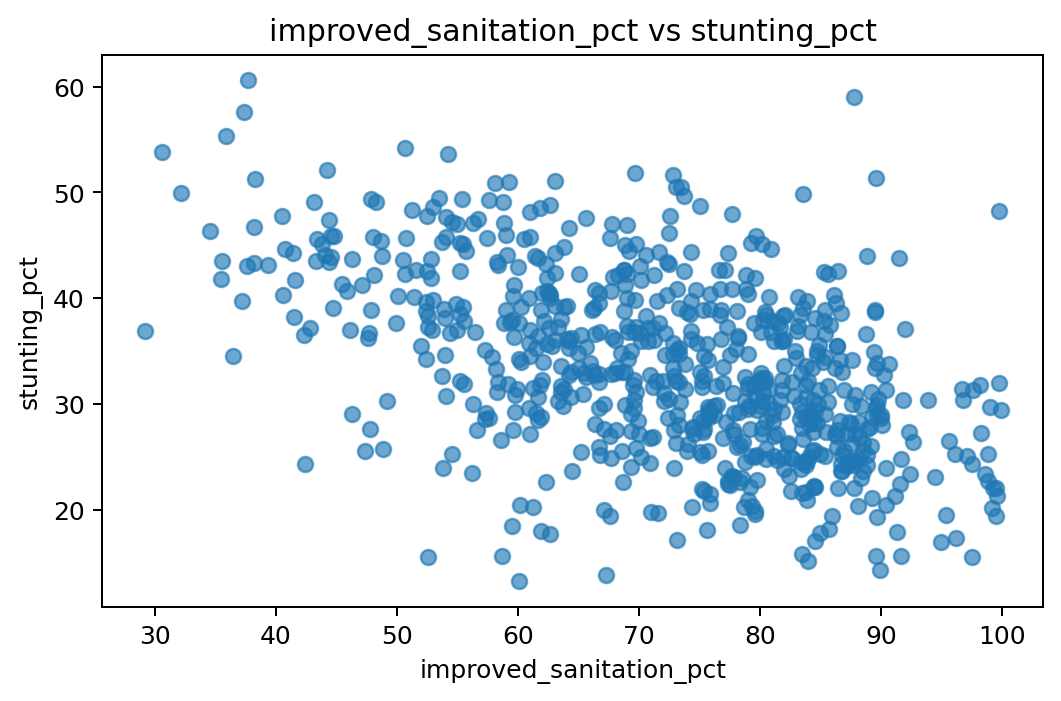 improved_sanitation_pct vs stunting_pct
60
50
40
30
20
stunting_pct
30 40 50 60 70 80 90 100
improved_sanitation_pct